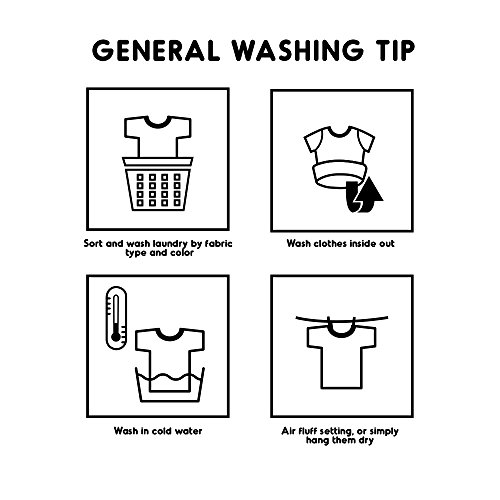 GENERAL WASHING TIP
Sort and wash laundry by fabric
type and color
Wash clothes inside out
Wash in cold water
Air fluff setting, or simply
hang them dry